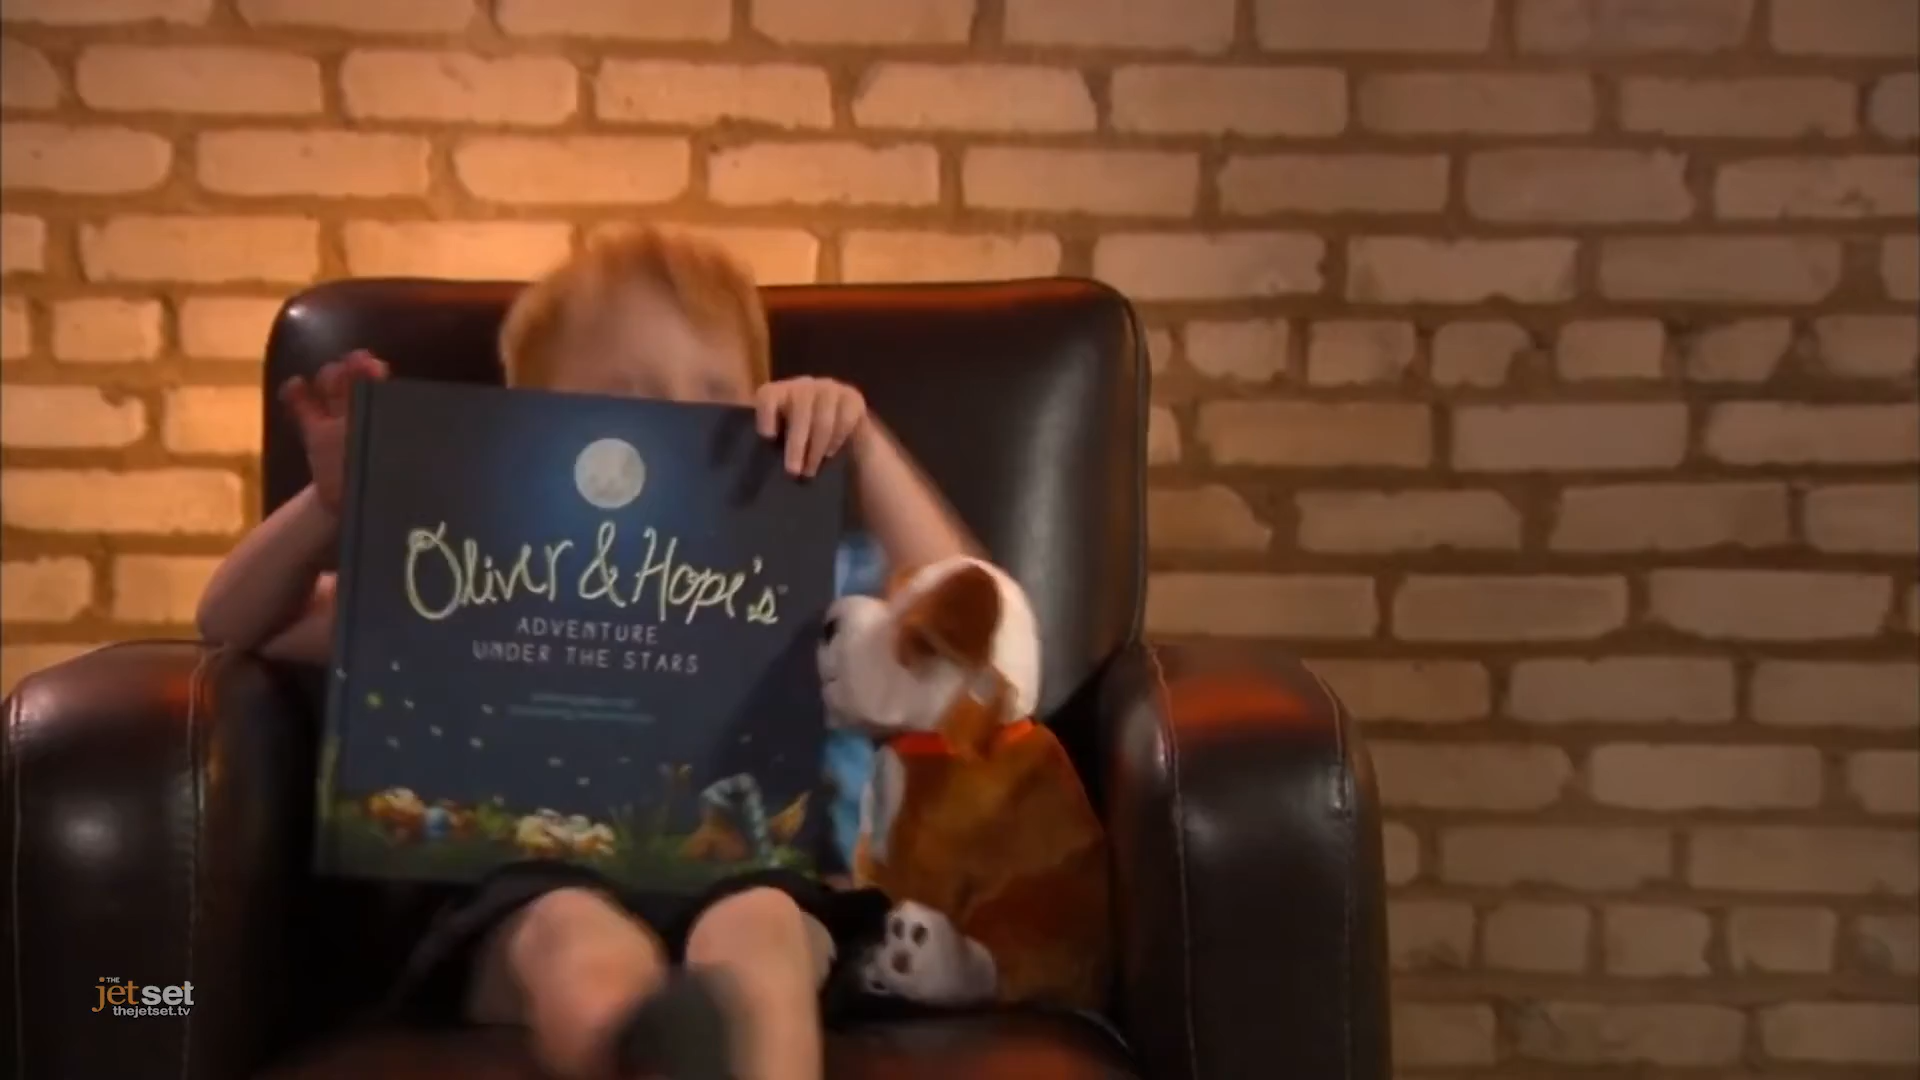 Oliver & Hope's
ADVENTURE
UNDER THE STARS
THE
jetset
thejetset.tv